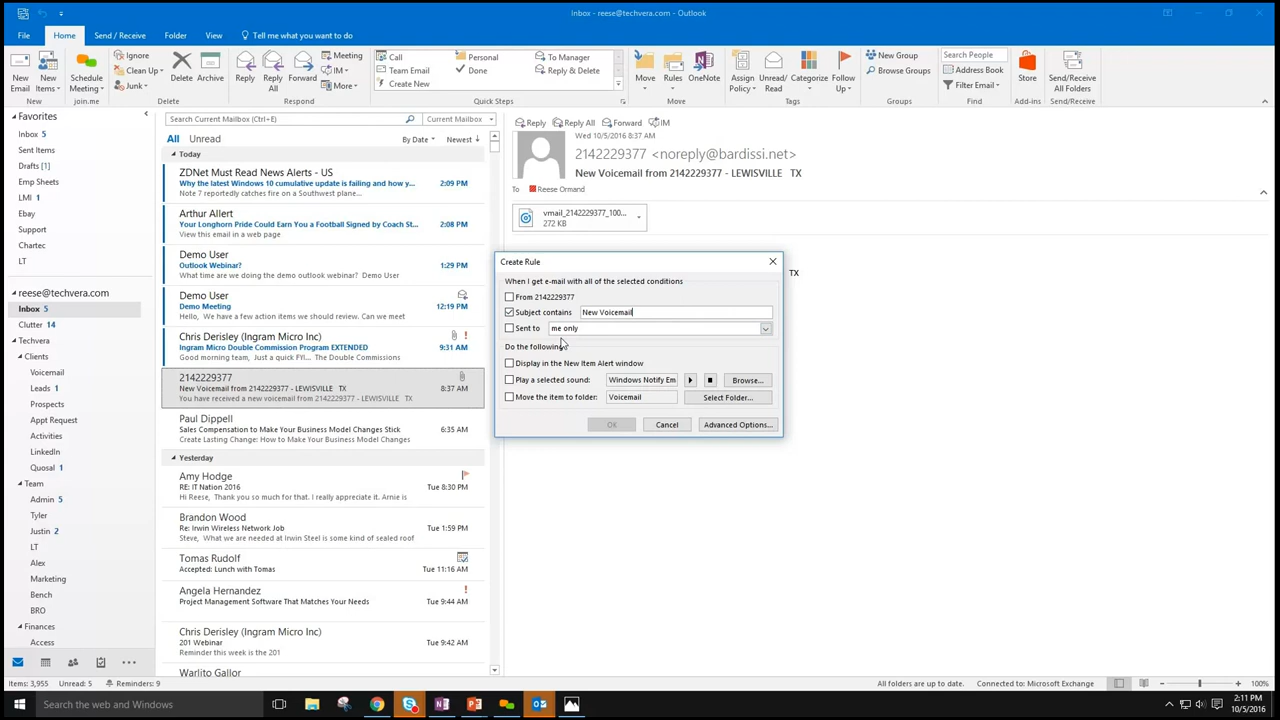 Inbox - reese@techvera.com - Outlook
File Home Send / Receive Folder View Tell me what you want to do
New Email
New Items
Schedule Meeting
join.me
Ignore
Clean Up
Junk
Delete
Archive
Delete
Reply
Reply All
Forward
Meeting
IM
More
Respond
Call
Team Email
Create New
Personal
Done
To Manager
Reply & Delete
Quick Steps
Move
Rules
OneNote
Move
Assign Policy
Unread/ Read
Categorize
Follow Up
Tags
New Group
Browse Groups
Groups
Search People
Address Book
Filter Email
Find
Store
Add-ins
Send/Receive All Folders
Send/Receive
New
Favorites
Inbox 5
Sent Items
Drafts [1]
Emp Sheets
LMI 1
Ebay
Support
Chartec
LT
reese@techvera.com
Inbox 5
Clutter 14
Techvera
Clients
Voicemail
Leads 1
Prospects
Appt Request
Activities
LinkedIn
Quosal 1
Team
Admin 5
Tyler
Justin 2
LT
Alex
Marketing
Bench
BRO
Finances
Access
Search Current Mailbox (Ctrl+E) Current Mailbox
All Unread By Date Newest
Today
ZDNet Must Read News Alerts - US
Why the latest Windows 10 cumulative update is failing and how y... 2:09 PM
Note 7 reportedly catches fire on a Southwest plane...
Arthur Allert
Your Longhorn Pride Could Earn You a Football Signed by Coach St... 2:08 PM
View this email in a web page
Demo User
Outlook Webinar? 1:29 PM
What time are we doing the demo outlook webinar? Demo User
Demo User
Demo Meeting 12:19 PM
Hello, We have a few action items we should review. Demo User
Chris Derisley (Ingram Micro Inc)
Ingram Micro Double Commission Program EXTENDED 9:31 AM
Good morning, Just a quick FYI... The Double Commission
2142229377
New Voicemail from 2142229377 - LEWISVILLE TX 8:37 AM
You have received a new voicemail from 2142229377 - LEWISVILLE TX
Paul Dippell
Sales Compensation to Make Your Business Model Changes Stick 6:35 AM
Create Lasting Change: How to Make Your Business Model Changes
Yesterday
Amy Hodge
RE: IT Nation 2016 Tue 8:30 PM
Hi Reese, Thank you so much for that. I really appreciate it. Arnie is
Brandon Wood
Re: Irwin Wireless Network Job Tue 1:59 PM
Steve, What we are needed at Irwin Steel is some kind of sealed roof
Tomas Rudolf
Accepted: Lunch with Tomas Tue 11:16 AM
Angela Hernandez
Project Management Software That Matches Your Needs Tue 9:44 AM
Chris Derisley (Ingram Micro Inc)
201 Webinar Tue 9:42 AM
Reminder this week is the 201
Warlito Gallor
Reply Reply All Forward IM
Wed 10/5/2016 8:37 AM
2142229377 <noreply@bardissi.net>
New Voicemail from 2142229377 - LEWISVILLE TX
To Reese Ormand
vmail_2142229377_100...
272 KB
TX
Create Rule
When I get e-mail with all of the selected conditions
From 2142229377
Subject contains New Voicemail
Sent to me only
Do the following
Display in the New Item Alert window
Play a selected sound: Windows Notify Em Browse...
Move the item to folder: Voicemail Select Folder...
OK Cancel Advanced Options...
Items: 3,955 Unread: 5 Reminders: 9 All folders are up to date. Connected to: Microsoft Exchange 100%
Search the web and Windows
2:11 PM
10/5/2016